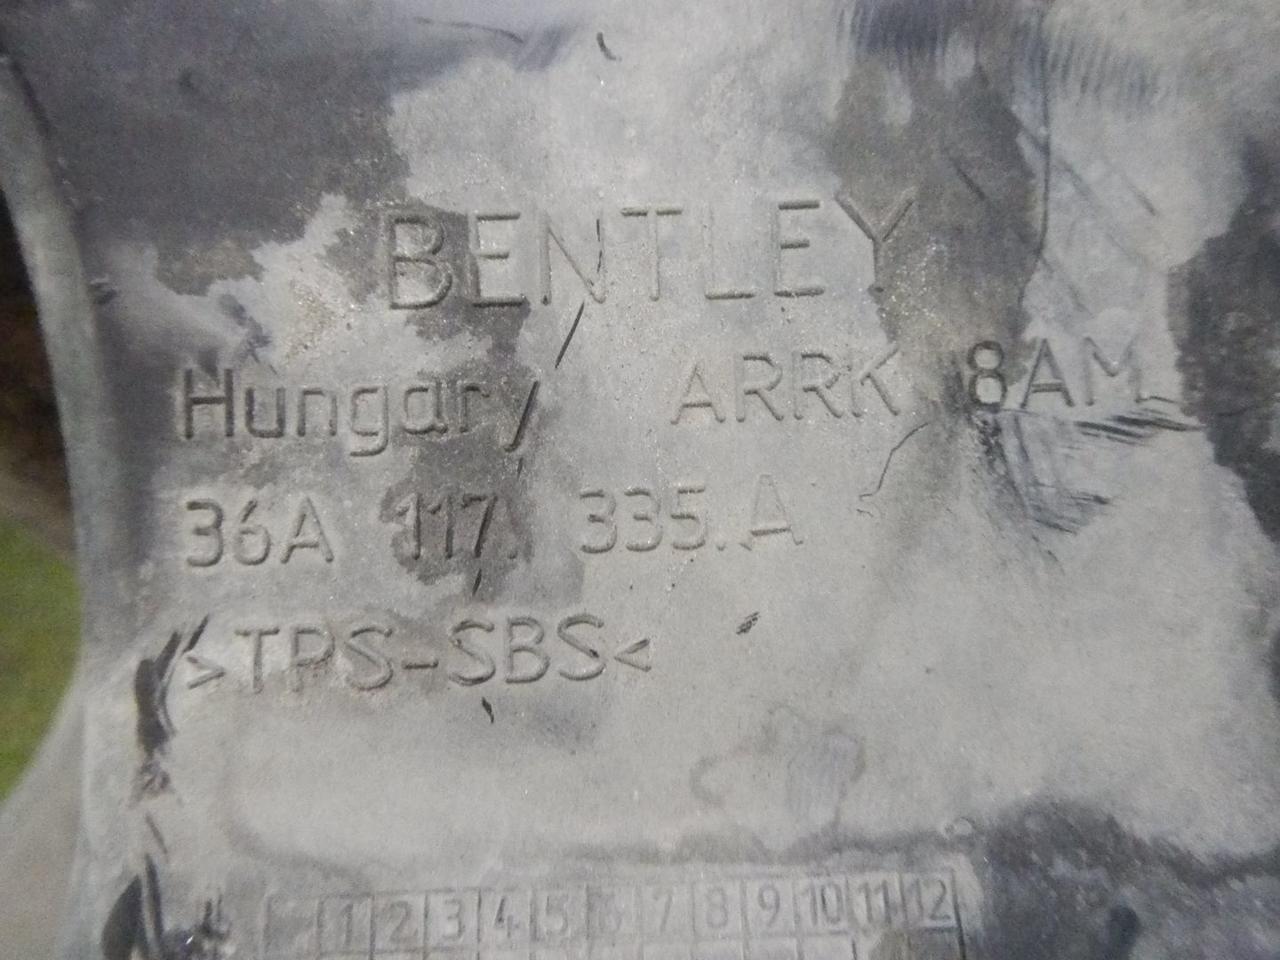 BENTLEY
Hungary ARRK 8AM
36A 117. 335. A
>TPS-SBS<
1 2 3 4 5 6 7 8 9 10 11 12